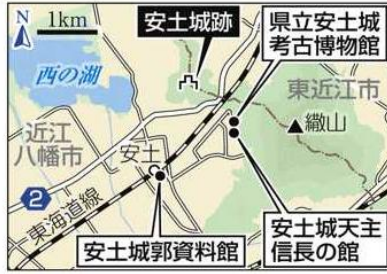 N
1km
安土城跡
県立安土城
考古博物館
西の湖
東近江市
近江
八幡市
安土
繖山
2
東海道線
安土城郭資料館
安土城天主
信長の館